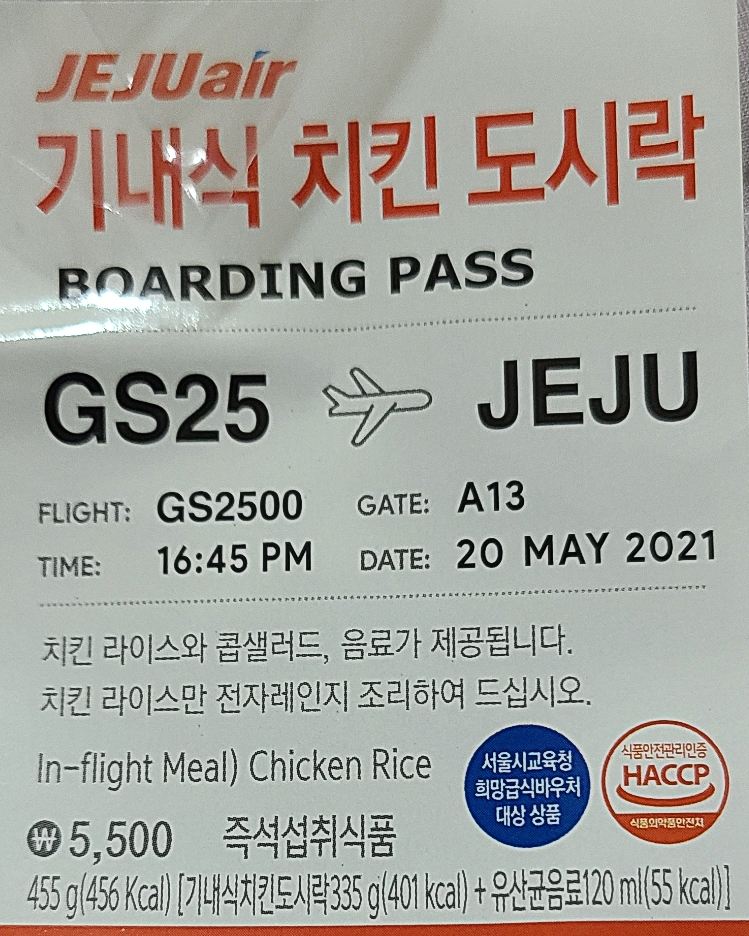 JEJUair
기내식 치킨 도시락
BOARDING PASS
GS25 JEJU
FLIGHT: GS2500 GATE: A13
TIME: 16:45 PM DATE: 20 MAY 2021
치킨 라이스와 콥샐러드, 음료가 제공됩니다.
치킨 라이스만 전자레인지 조리하여 드십시오.
In-flight Meal) Chicken Rice
서울시교육청
희망급식바우처
대상 상품
식품안전관리인증
HACCP
식품의약품안전처
₩5,500 즉석섭취식품
455 g(456 Kcal) [기내식치킨도시락335 g(401 kcal) + 유산균음료120 ml(55 kcal)]